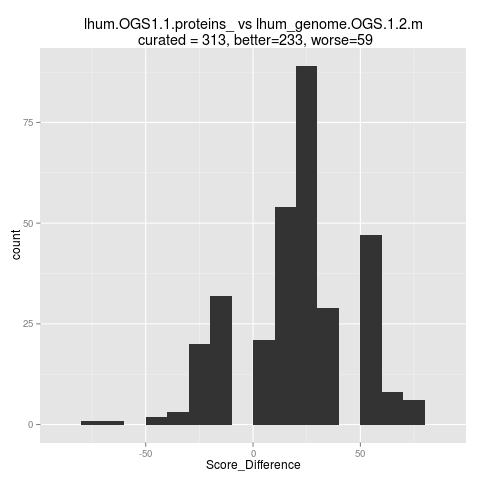 lhum.OGS1.1.proteins_ vs lhum_genome.OGS.1.2.m
curated = 313, better=233, worse=59
75
50
25
0
count
-50
0
50
Score_Difference